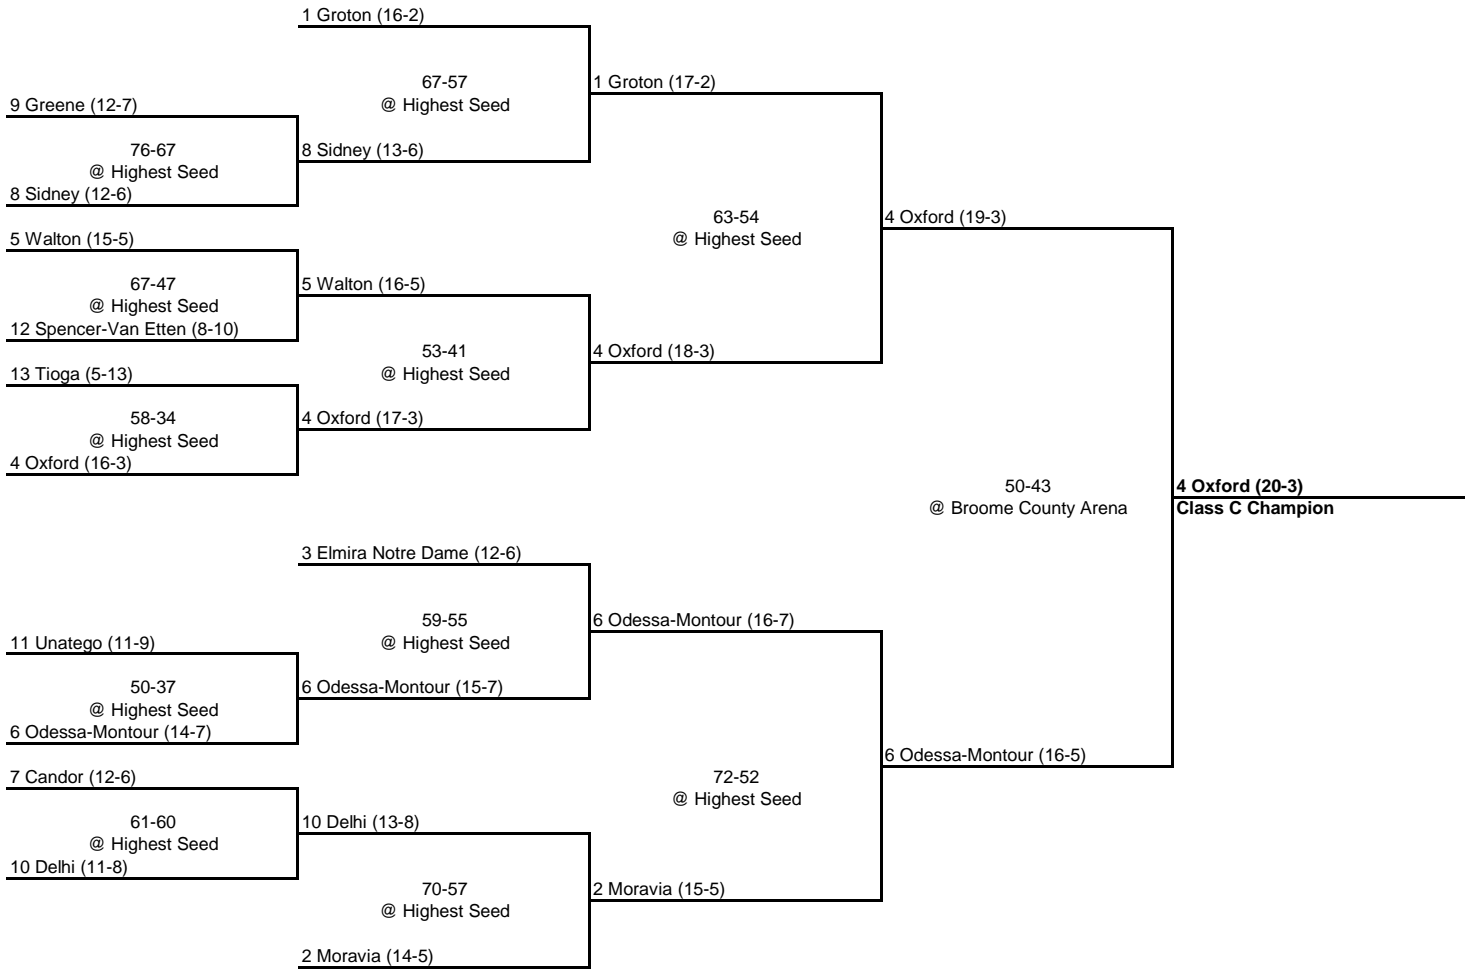 1 Groton (16-2)
67-57
@ Highest Seed
1 Groton (17-2)
9 Greene (12-7)
76-67
@ Highest Seed
8 Sidney (13-6)
8 Sidney (12-6)
63-54
@ Highest Seed
4 Oxford (19-3)
5 Walton (15-5)
67-47
@ Highest Seed
5 Walton (16-5)
12 Spencer-Van Etten (8-10)
53-41
@ Highest Seed
4 Oxford (18-3)
13 Tioga (5-13)
58-34
@ Highest Seed
4 Oxford (17-3)
4 Oxford (16-3)
50-43
@ Broome County Arena
4 Oxford (20-3)
Class C Champion
3 Elmira Notre Dame (12-6)
59-55
@ Highest Seed
6 Odessa-Montour (16-7)
11 Unatego (11-9)
50-37
@ Highest Seed
6 Odessa-Montour (15-7)
6 Odessa-Montour (14-7)
72-52
@ Highest Seed
6 Odessa-Montour (16-5)
7 Candor (12-6)
61-60
@ Highest Seed
10 Delhi (13-8)
10 Delhi (11-8)
70-57
@ Highest Seed
2 Moravia (15-5)
2 Moravia (14-5)